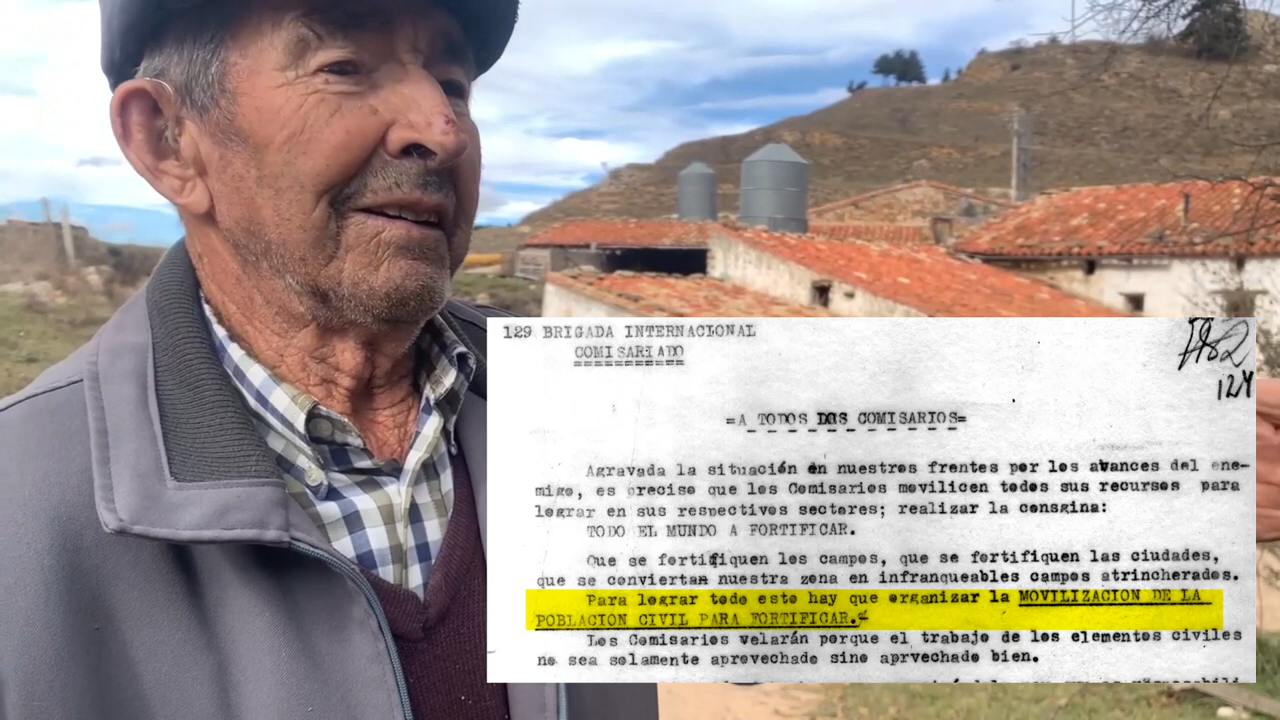 129 BRIGADA INTERNACIONAL
COMISARIADO
182
124
=A TODOS LOS COMISARIOS=
Agravada la situación en nuestros frentes por los avances del ene-
migo, es preciso que los Comisarios movilicen todos sus recursos para
lograr en sus respectivos sectores; realizar la consgina:
TODO EL MUNDO A FORTIFICAR.
Que se fortifiquen los campos, que se fortifiquen las ciudades,
que se conviertan nuestra zona en infranqueables campos atrincherados.
Para lograr todo esto hay que organizar la MOVILIZACION DE LA
POBLACION CIVIL PARA FORTIFICAR.
Los Comisarios velarán porque el trabajo de los elementos civiles
no sea solamente aprovechado sino aprvechado bien.